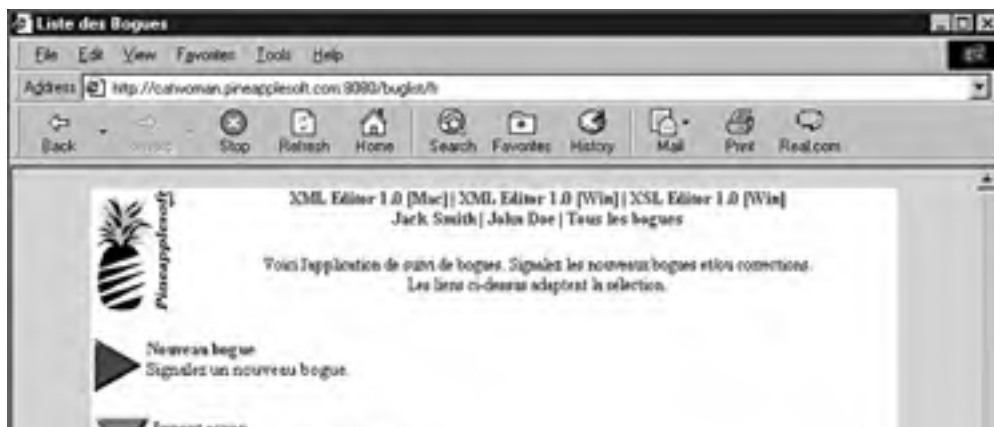 Liste des Bogues
File Edit View Favorites Tools Help
Address http://catwoman.pineapplesoft.com:8080/buglist/fr
Back Stop Refresh Home Search Favorites History Mail Print Real.com
Pineapplesoft
XML Editor 1.0 [Mac] | XML Editor 1.0 [Win] | XSL Editor 1.0 [Win]
Jack Smith | John Doe | Tous les bogues
Voici l'application de suivi de bogues. Signalez les nouveaux bogues et/ou corrections.
Les liens ci-dessus adaptent la sélection.
Nouveau bogue
Signalez un nouveau bogue.